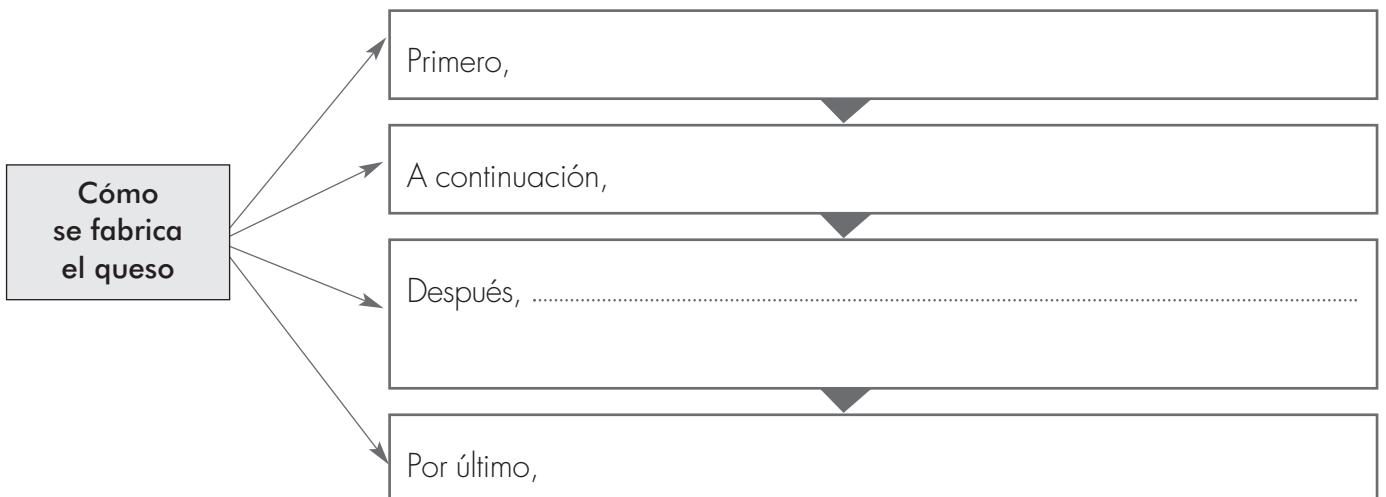 Cómo
se fabrica
el queso
Primero,
A continuación,
Después, ........................................................................
Por último,